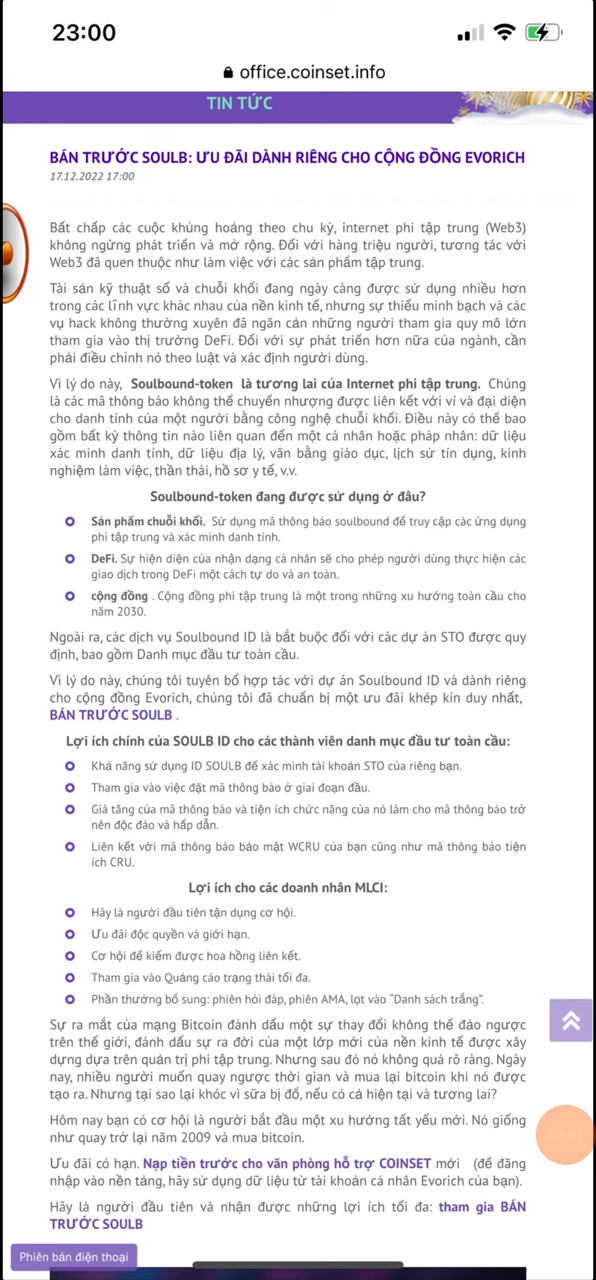 23:00
office.coinset.info
TIN TỨC
BÁN TRƯỚC SOULB: ƯU ĐÃI DÀNH RIÊNG CHO CỘNG ĐỒNG EVORICH
17.12.2022 17:00
Bất chấp các cuộc khủng hoảng theo chu kỳ, internet phi tập trung (Web3)
không ngừng phát triển và mở rộng. Đối với hàng triệu người, tương tác với
Web3 đã quen thuộc như làm việc với các sản phẩm tập trung.
Tài sản kỹ thuật số và chuỗi khối đang ngày càng được sử dụng nhiều hơn
trong các lĩnh vực khác nhau của nền kinh tế, nhưng sự thiếu minh bạch và các
vụ hack không thường xuyên đã ngăn cản những người tham gia quy mô lớn
tham gia vào thị trường DeFi. Đối với sự phát triển hơn nữa của ngành, cần
phải điều chỉnh nó theo luật và xác định người dùng.
Vì lý do này, Soulbound-token là tương lai của Internet phi tập trung. Chúng
là các mã thông báo không thể chuyển nhượng được liên kết với ví và đại diện
cho danh tính của một người bằng công nghệ chuỗi khối. Điều này có thể bao
gồm bất kỳ thông tin nào liên quan đến một cá nhân hoặc pháp nhân: dữ liệu
xác minh danh tính, dữ liệu địa lý, văn bằng giáo dục, lịch sử tín dụng, kinh
nghiệm làm việc, thần thái, hồ sơ y tế, v.v.
Soulbound-token đang được sử dụng ở đâu?
Sản phẩm chuỗi khối. Sử dụng mã thông báo soulbound để truy cập các ứng dụng
phi tập trung và xác minh danh tính.
DeFi. Sự hiện diện của nhận dạng cá nhân sẽ cho phép người dùng thực hiện các
giao dịch trong DeFi một cách tự do và an toàn.
cộng đồng . Cộng đồng phi tập trung là một trong những xu hướng toàn cầu cho
năm 2030.
Ngoài ra, các dịch vụ Soulbound ID là bắt buộc đối với các dự án STO được quy
định, bao gồm Danh mục đầu tư toàn cầu.
Vì lý do này, chúng tôi tuyên bố hợp tác với dự án Soulbound ID và dành riêng
cho cộng đồng Evorich, chúng tôi đã chuẩn bị một ưu đãi khép kín duy nhất,
BÁN TRƯỚC SOULB .
Lợi ích chính của SOULB ID cho các thành viên danh mục đầu tư toàn cầu:
Khả năng sử dụng ID SOULB để xác minh tài khoản STO của riêng bạn.
Tham gia vào việc đặt mã thông báo ở giai đoạn đầu.
Giá tăng của mã thông báo và tiện ích chức năng của nó làm cho mã thông báo trở
nên độc đáo và hấp dẫn.
Liên kết với mã thông báo bảo mật WCRU của bạn cũng như mã thông báo tiện
ích CRU.
Lợi ích cho các doanh nhân MLCI:
Hãy là người đầu tiên tận dụng cơ hội.
Ưu đãi độc quyền và giới hạn.
Cơ hội để kiếm được hoa hồng liên kết.
Tham gia vào Quảng cáo trạng thái tối đa.
Phần thưởng bổ sung: phiên hỏi đáp, phiên AMA, lọt vào "Danh sách trắng".
Sự ra mắt của mạng Bitcoin đánh dấu một sự thay đổi không thể đảo ngược
trên thế giới, đánh dấu sự ra đời của một lớp mới của nền kinh tế được xây
dựng dựa trên quản trị phi tập trung. Nhưng sau đó nó không quá rõ ràng. Ngày
nay, nhiều người muốn quay ngược thời gian và mua lại bitcoin khi nó được
tạo ra. Nhưng tại sao lại khóc vì sữa bị đổ, nếu có cả hiện tại và tương lai?
Hôm nay bạn có cơ hội là người bắt đầu một xu hướng tất yếu mới. Nó giống
như quay trở lại năm 2009 và mua bitcoin.
Ưu đãi có hạn. Nạp tiền trước cho văn phòng hỗ trợ COINSET mới (để đăng
nhập vào nền tảng, hãy sử dụng dữ liệu từ tài khoản cá nhân Evorich của bạn).
Hãy là người đầu tiên và nhận được những lợi ích tối đa: tham gia BÁN
TRƯỚC SOULB
00:51
Phiên bản điện thoại